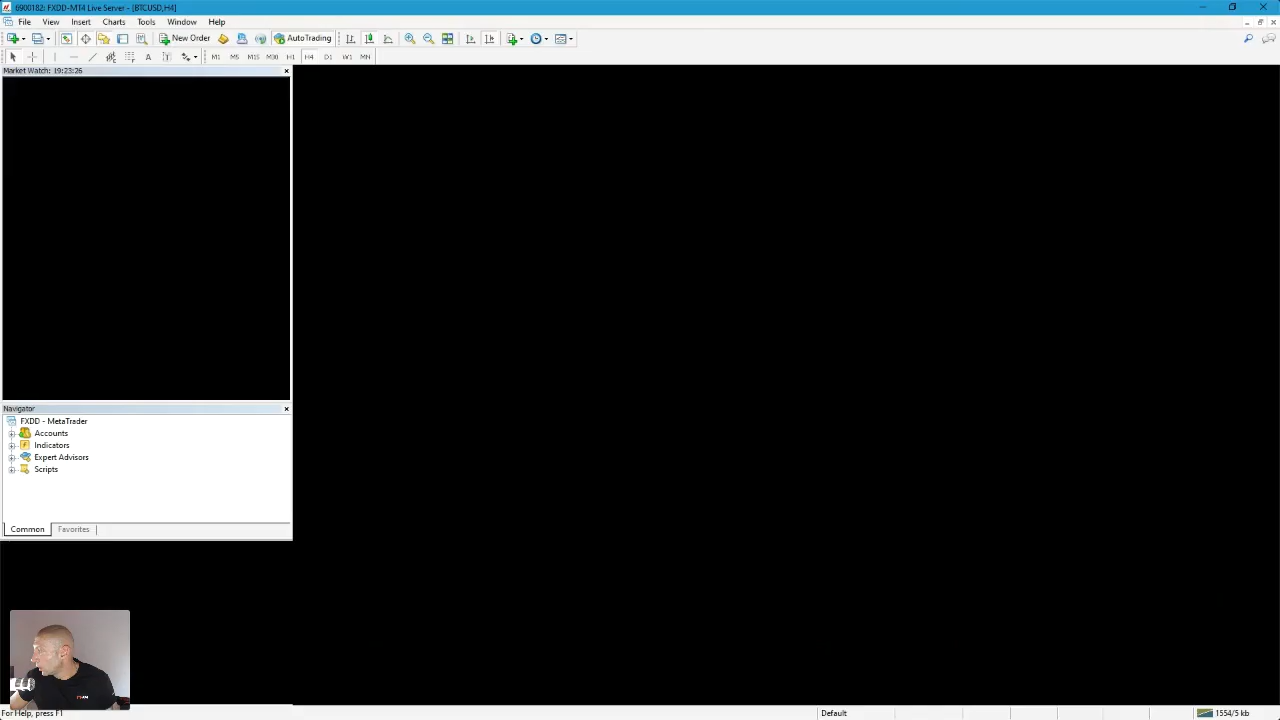 6900182: FXDD-MT4 Live Server - [BTCUSD,H4]
File View Insert Charts Tools Window Help
New Order AutoTrading
A T M1 M5 M15 M30 H1 H4 D1 W1 MN
Market Watch: 19:23:26
Navigator
FXDD - MetaTrader
Accounts
Indicators
Expert Advisors
Scripts
Common Favorites
For Help, press F1 Default 1554/5 kb